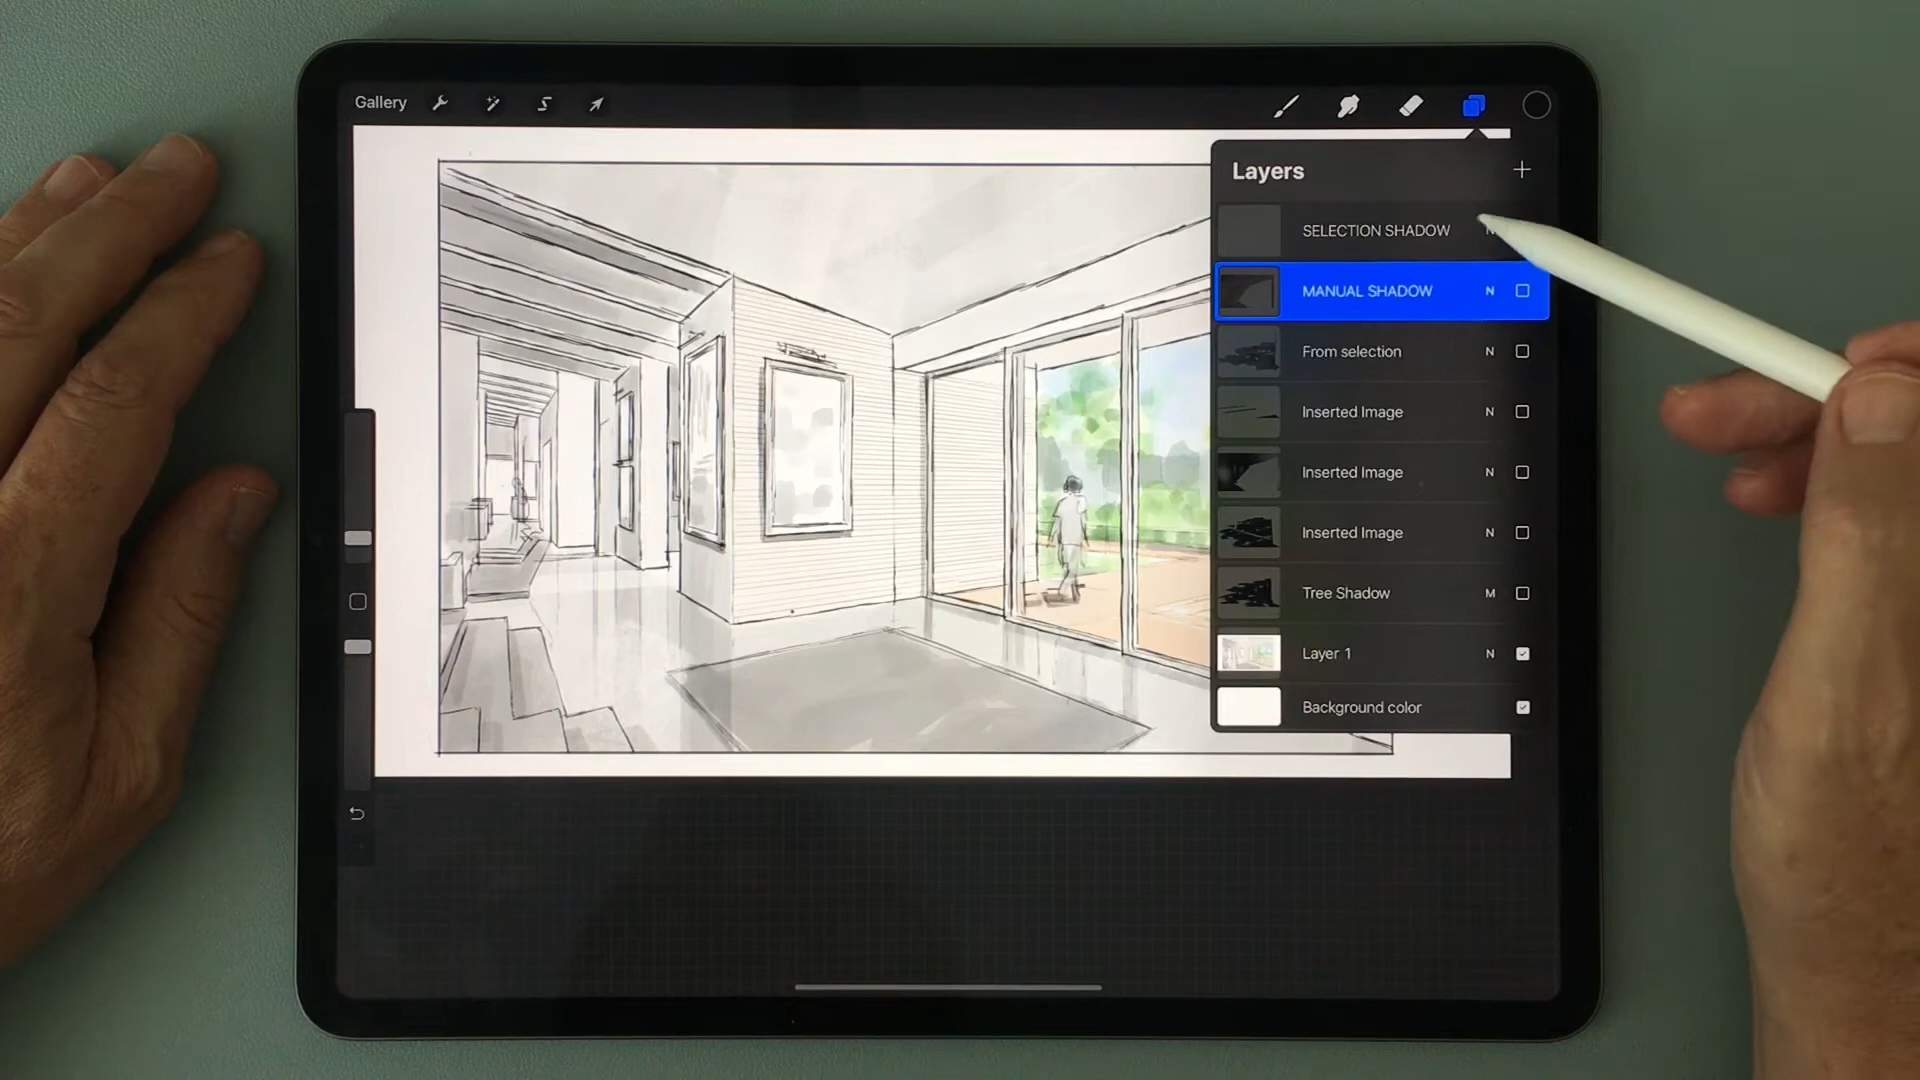 Gallery
Layers
SELECTION SHADOW N
MANUAL SHADOW N
From selection N
Inserted Image N
Inserted Image N
Inserted Image N
Tree Shadow M
Layer 1 N
Background color